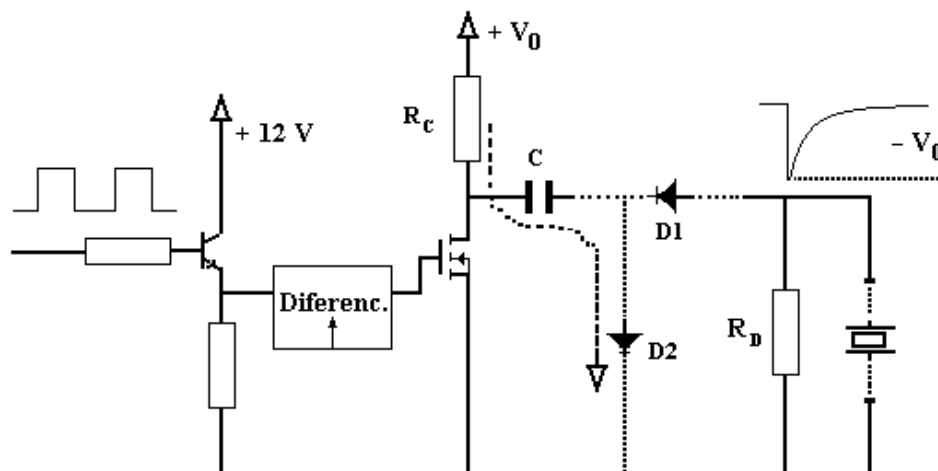 + V0
RC
+ 12 V
C
– V0
D1
Diferenc.
D2
RD